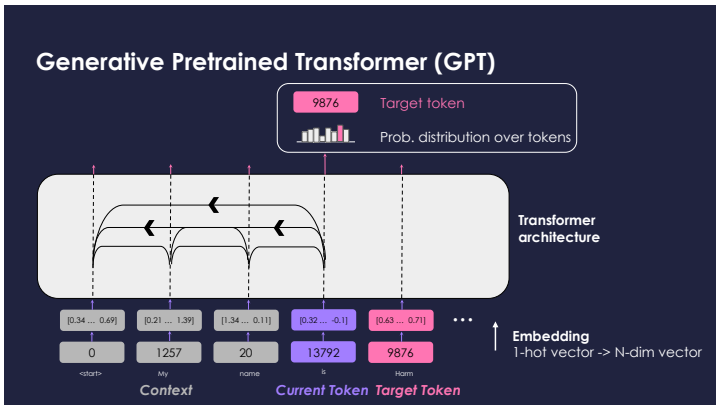 Generative Pretrained Transformer (GPT)
9876 Target token
Prob. distribution over tokens
Transformer
architecture
[0.34 ... 0.69] [0.21 ... 1.39] [1.34 ... 0.11] [0.32 ... -0.1] [0.63 ... 0.71] ...
Embedding
1-hot vector -> N-dim vector
0 1257 20 13792 9876
<start> My name is Harm
Context Current Token Target Token